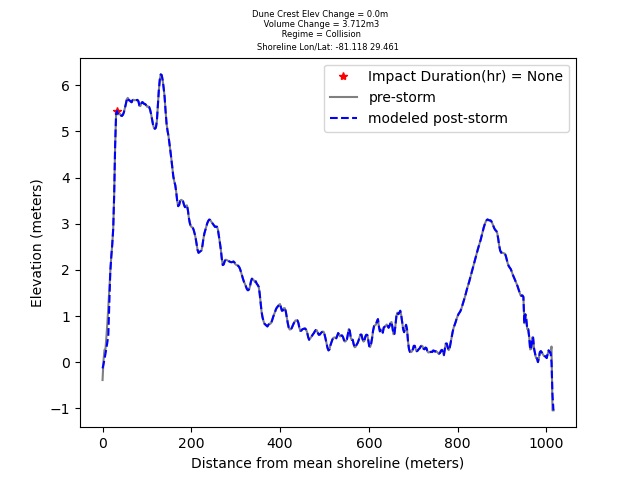 Dune Crest Elev Change = 0.0m
Volume Change = 3.712m3
Regime = Collision
Shoreline Lon/Lat: -81.118 29.461
Impact Duration(hr) = None
pre-storm
modeled post-storm
Elevation (meters)
6
5
4
3
2
1
0
−1
0 200 400 600 800 1000
Distance from mean shoreline (meters)